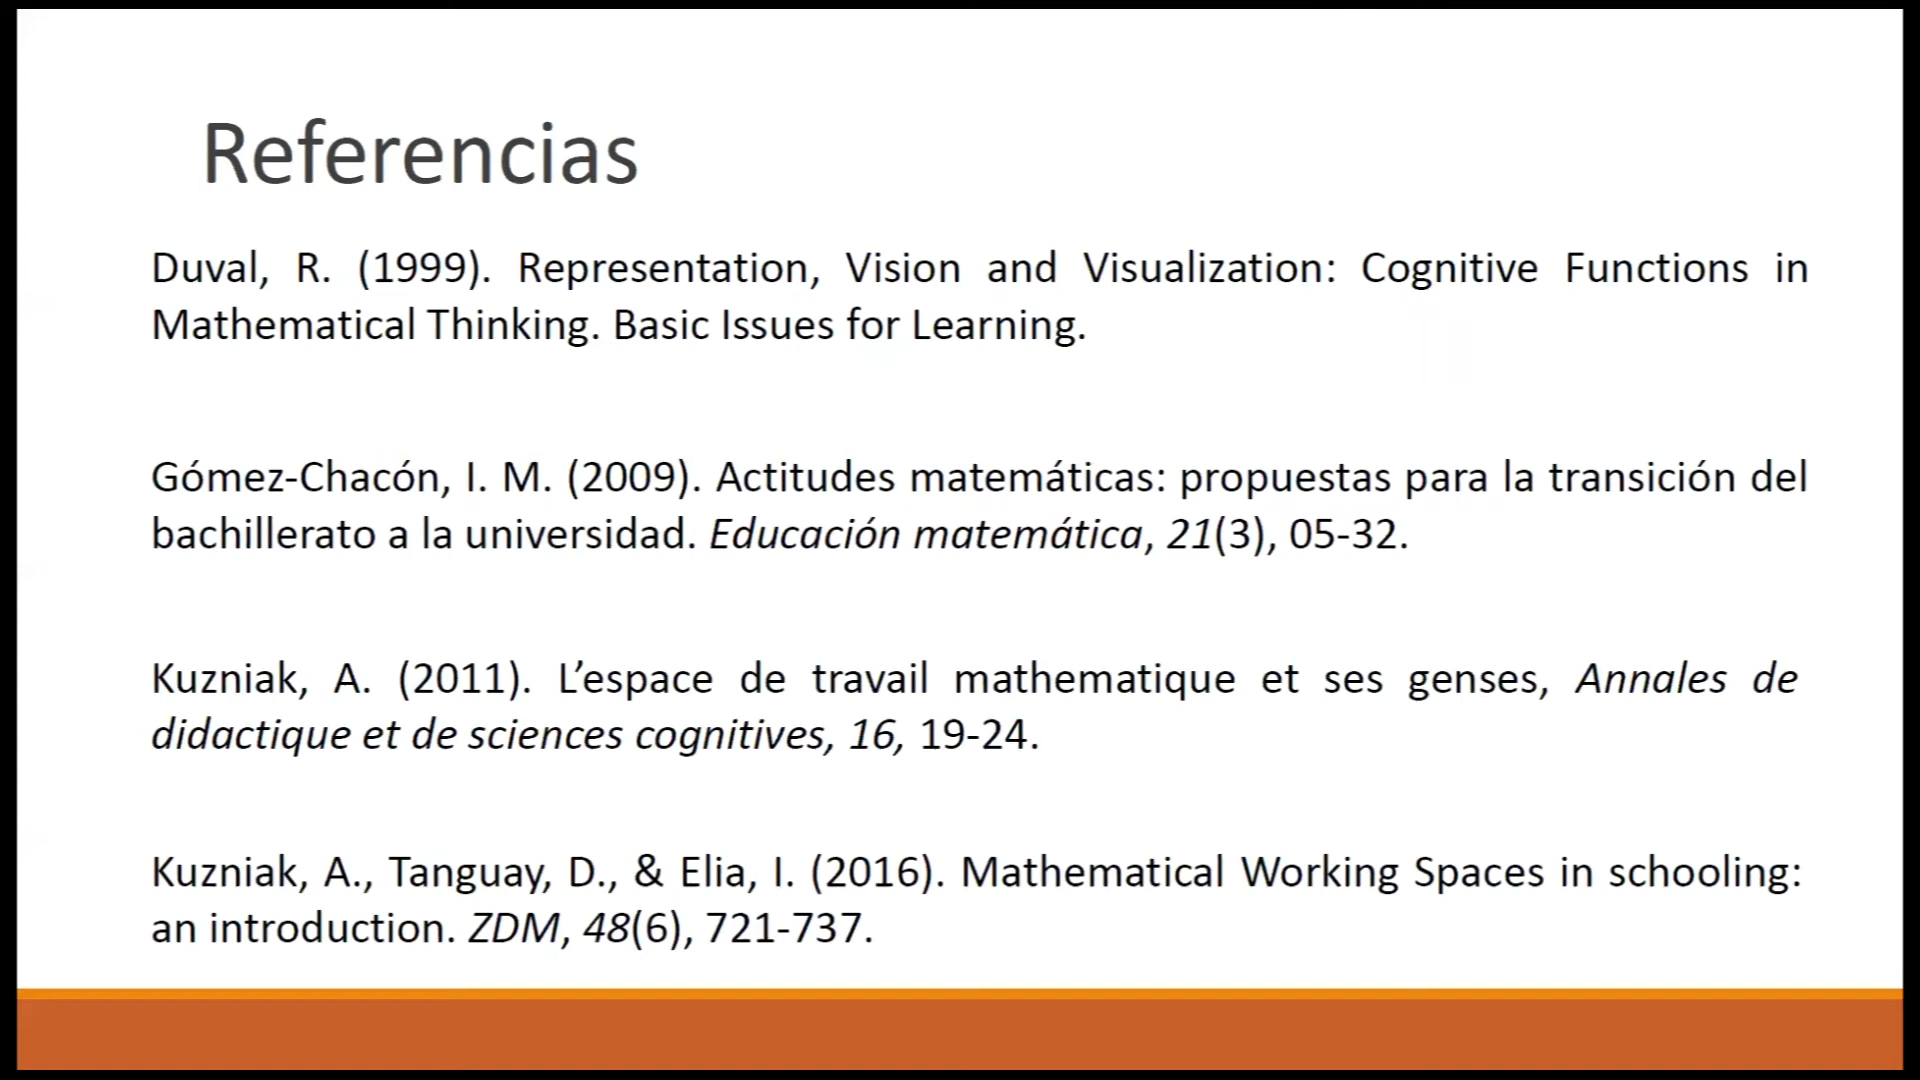 Referencias
Duval, R. (1999). Representation, Vision and Visualization: Cognitive Functions in
Mathematical Thinking. Basic Issues for Learning.
Gómez-Chacón, I. M. (2009). Actitudes matemáticas: propuestas para la transición del
bachillerato a la universidad. Educación matemática, 21(3), 05-32.
Kuzniak, A. (2011). L’espace de travail mathematique et ses genses, Annales de
didactique et de sciences cognitives, 16, 19-24.
Kuzniak, A., Tanguay, D., & Elia, I. (2016). Mathematical Working Spaces in schooling:
an introduction. ZDM, 48(6), 721-737.